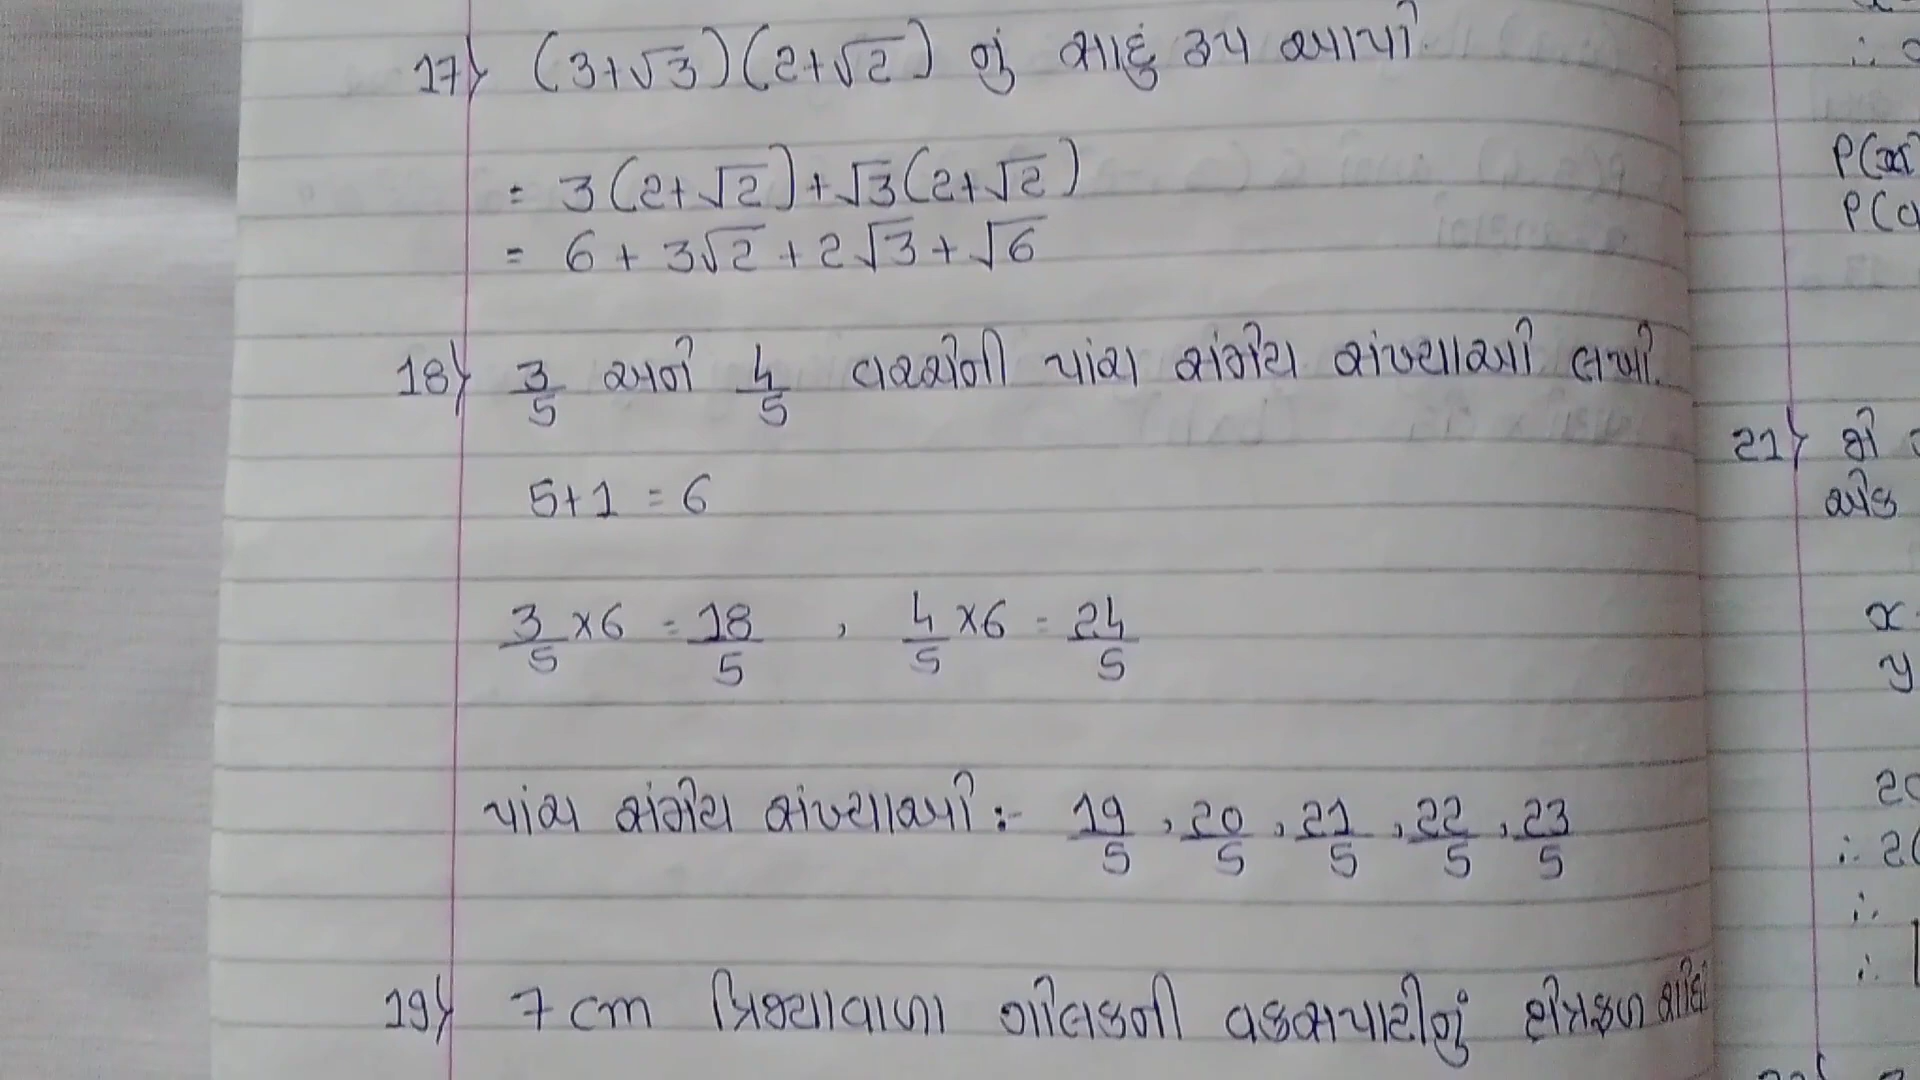 17) (3+√3)(2+√2) નું સાદું રૂપ આપો.
= 3(2+√2)+√3(2+√2)
= 6 + 3√2 + 2√3 + √6
18) 3/5 અને 4/5 વચ્ચેની પાંચ સંમેય સંખ્યાઓ લખો.
5+1 = 6
3/5 ×6 = 18/5 , 4/5 ×6 = 24/5
પાંચ સંમેય સંખ્યાઓ :- 19/5 , 20/5 , 21/5 , 22/5 , 23/5
19) 7 cm ત્રિજ્યાવાળા ગોલકની વક્રસપાટીનું ક્ષેત્રફળ શોધો
P(x)
21) જો
એક
x
y